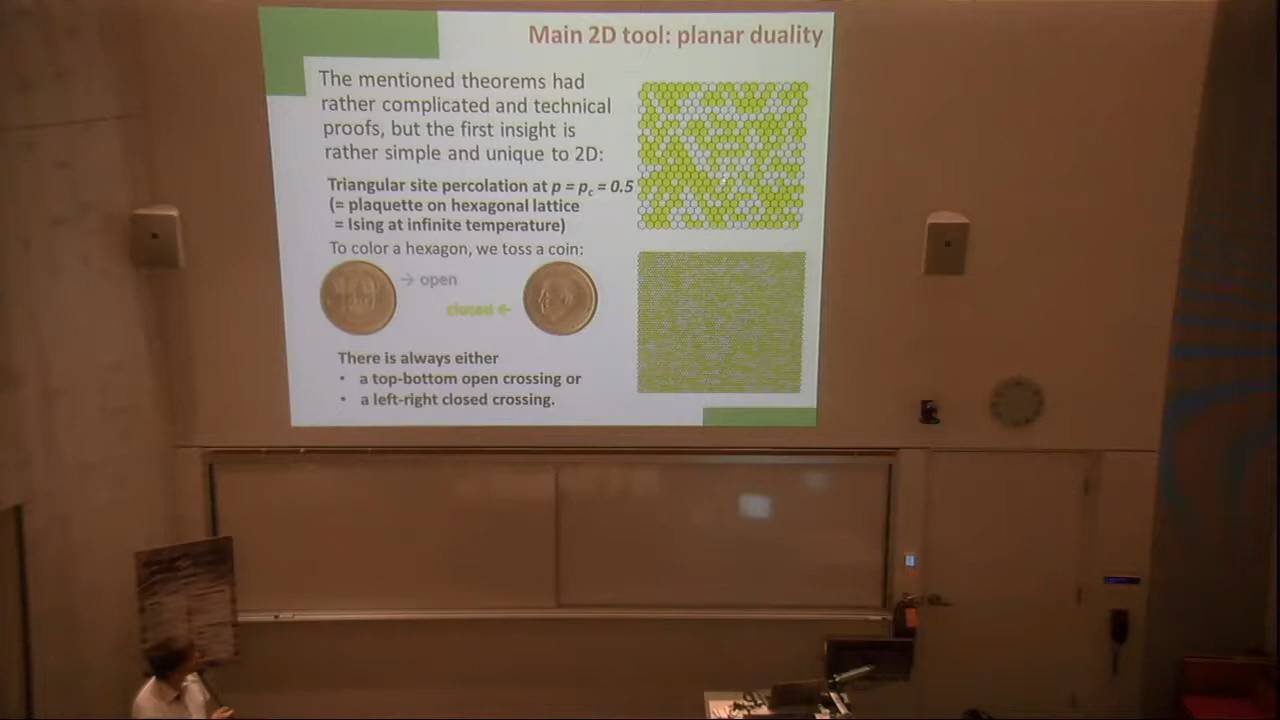 Main 2D tool: planar duality
The mentioned theorems had
rather complicated and technical
proofs, but the first insight is
rather simple and unique to 2D:
Triangular site percolation at p = pc = 0.5
(= plaquette on hexagonal lattice
= Ising at infinite temperature)
To color a hexagon, we toss a coin:
→ open
closed ←
There is always either
• a top-bottom open crossing or
• a left-right closed crossing.